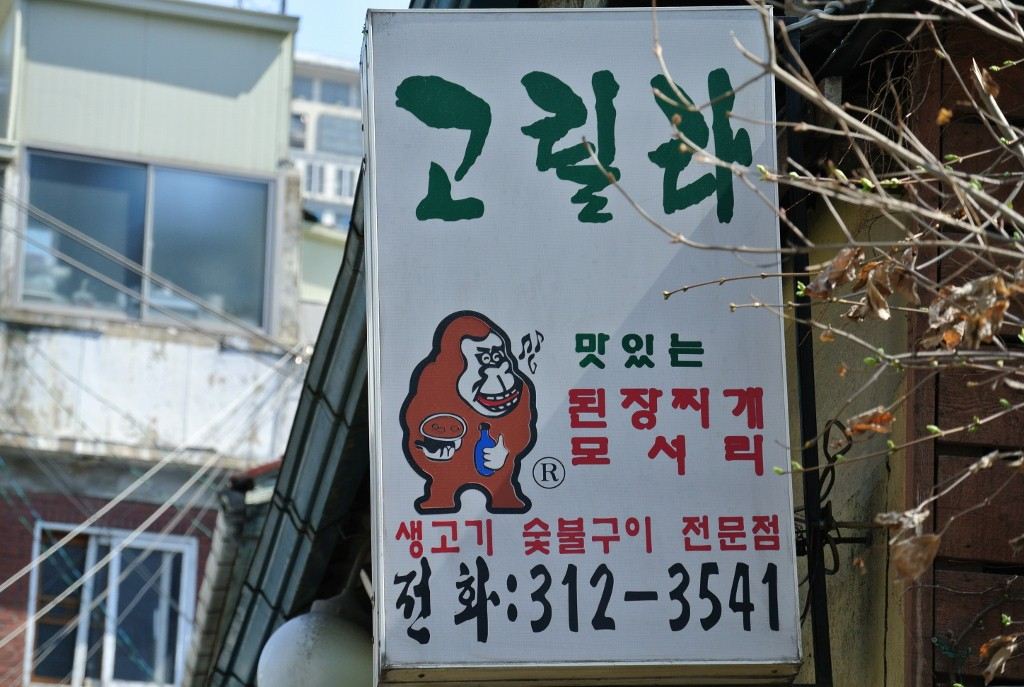 고릴라
맛있는
된장찌개
모서리
®
생고기 숯불구이 전문점
전화:312-3541